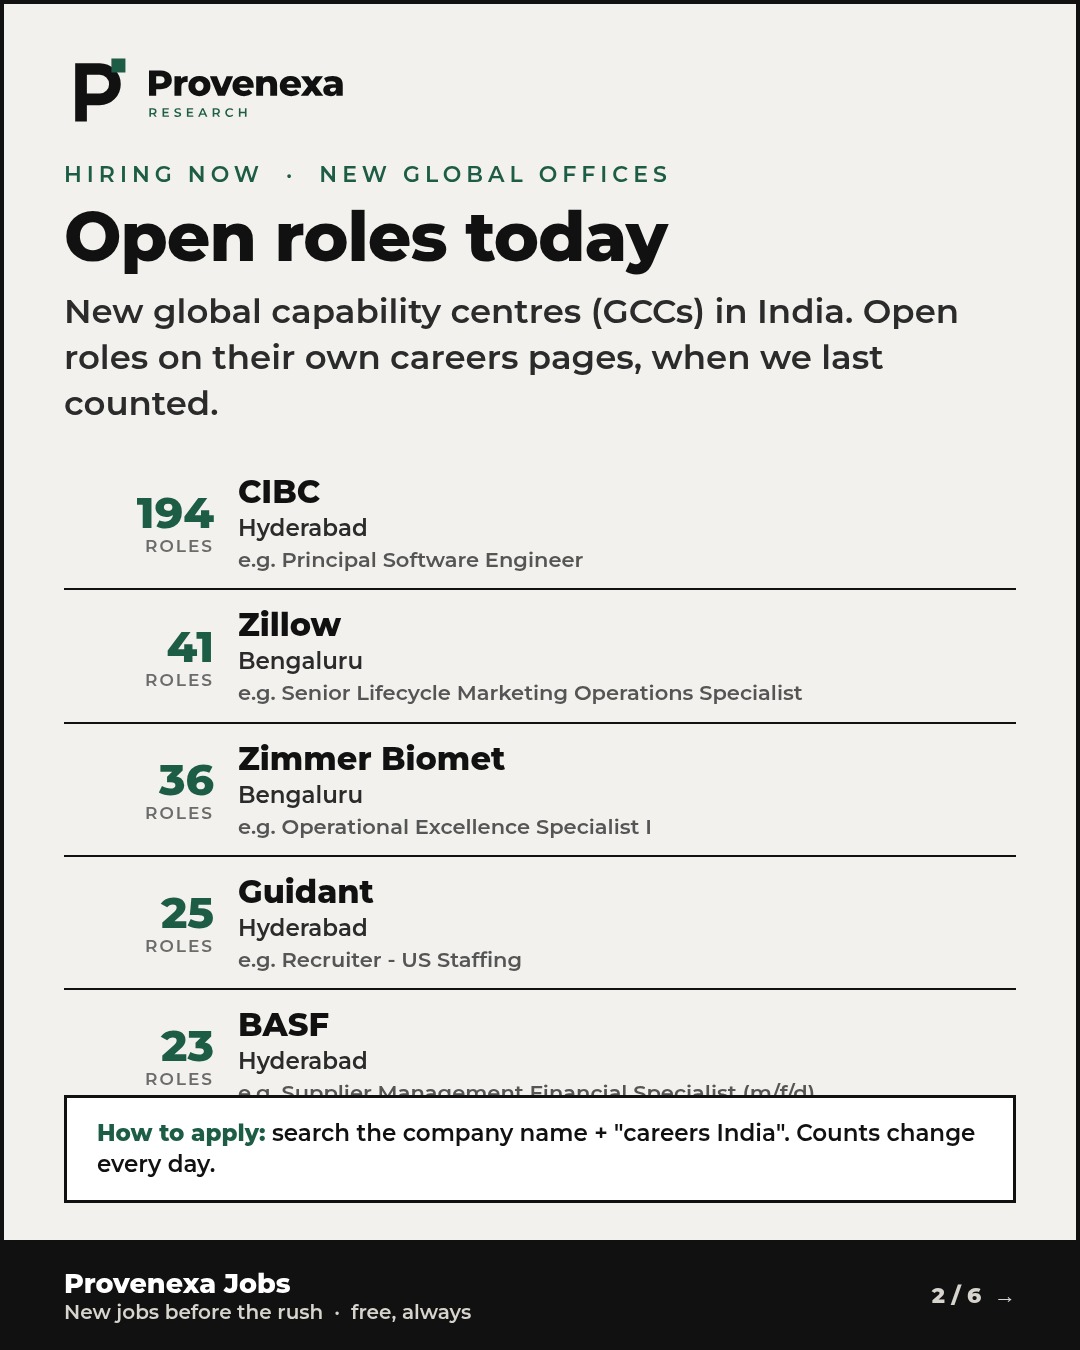 Provenexa
RESEARCH
HIRING NOW · NEW GLOBAL OFFICES
Open roles today
New global capability centres (GCCs) in India. Open
roles on their own careers pages, when we last
counted.
194
ROLES
CIBC
Hyderabad
e.g. Principal Software Engineer
41
ROLES
Zillow
Bengaluru
e.g. Senior Lifecycle Marketing Operations Specialist
36
ROLES
Zimmer Biomet
Bengaluru
e.g. Operational Excellence Specialist I
25
ROLES
Guidant
Hyderabad
e.g. Recruiter - US Staffing
23
ROLES
BASF
Hyderabad
e.g. Supplier Management Financial Specialist (m/f/d)
How to apply: search the company name + "careers India". Counts change
every day.
Provenexa Jobs
New jobs before the rush · free, always
2 / 6 →